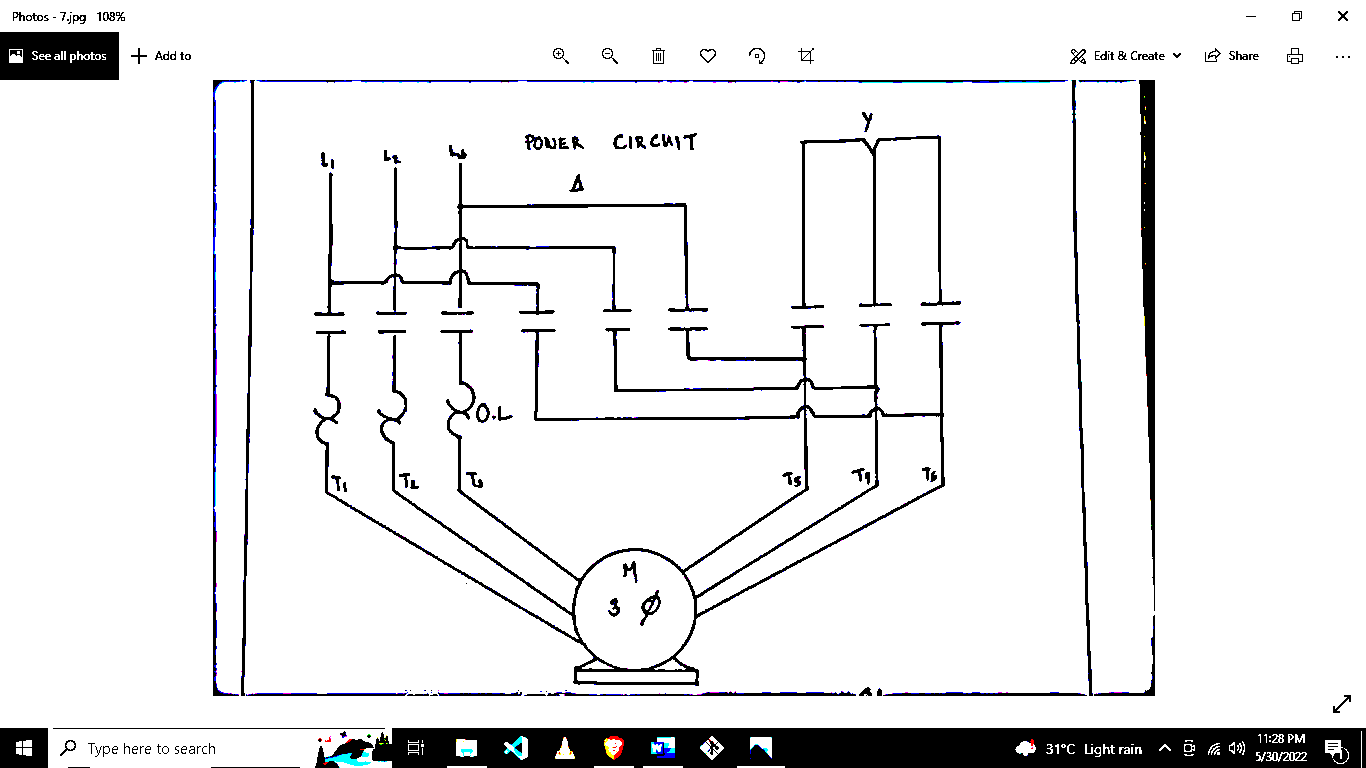 Photos - 7.jpg 108%
See all photos
Add to
Edit & Create
Share
Y
POWER CIRCUIT
L1
L2
L3
Δ
O.L
T1
T2
T3
T5
T4
T6
M
3 Ø
Type here to search
31°C Light rain
11:28 PM
5/30/2022
1